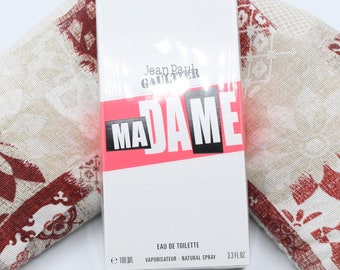 Jean Paul
GAULTIER
MADAME
EAU DE TOILETTE
℮ 100 ml VAPORISATEUR - NATURAL SPRAY 3.3 FL.OZ